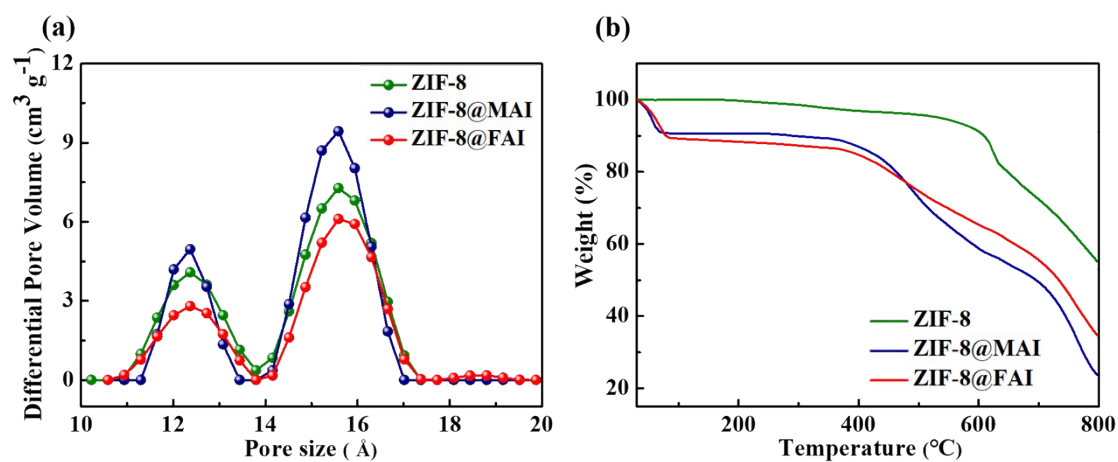 (a)
Differential Pore Volume (cm³ g⁻¹)
12
9
6
3
0
ZIF-8
ZIF-8@MAI
ZIF-8@FAI
10 12 14 16 18 20
Pore size ( Å)
(b)
Weight (%)
100
80
60
40
20
ZIF-8
ZIF-8@MAI
ZIF-8@FAI
200 400 600 800
Temperature (°C)